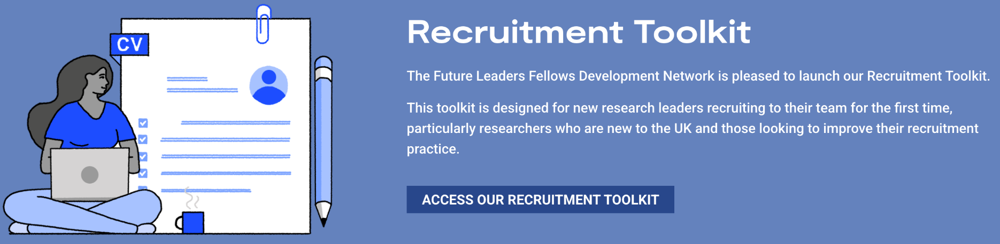 CV
Recruitment Toolkit
The Future Leaders Fellows Development Network is pleased to launch our Recruitment Toolkit.
This toolkit is designed for new research leaders recruiting to their team for the first time,
particularly researchers who are new to the UK and those looking to improve their recruitment
practice.
ACCESS OUR RECRUITMENT TOOLKIT